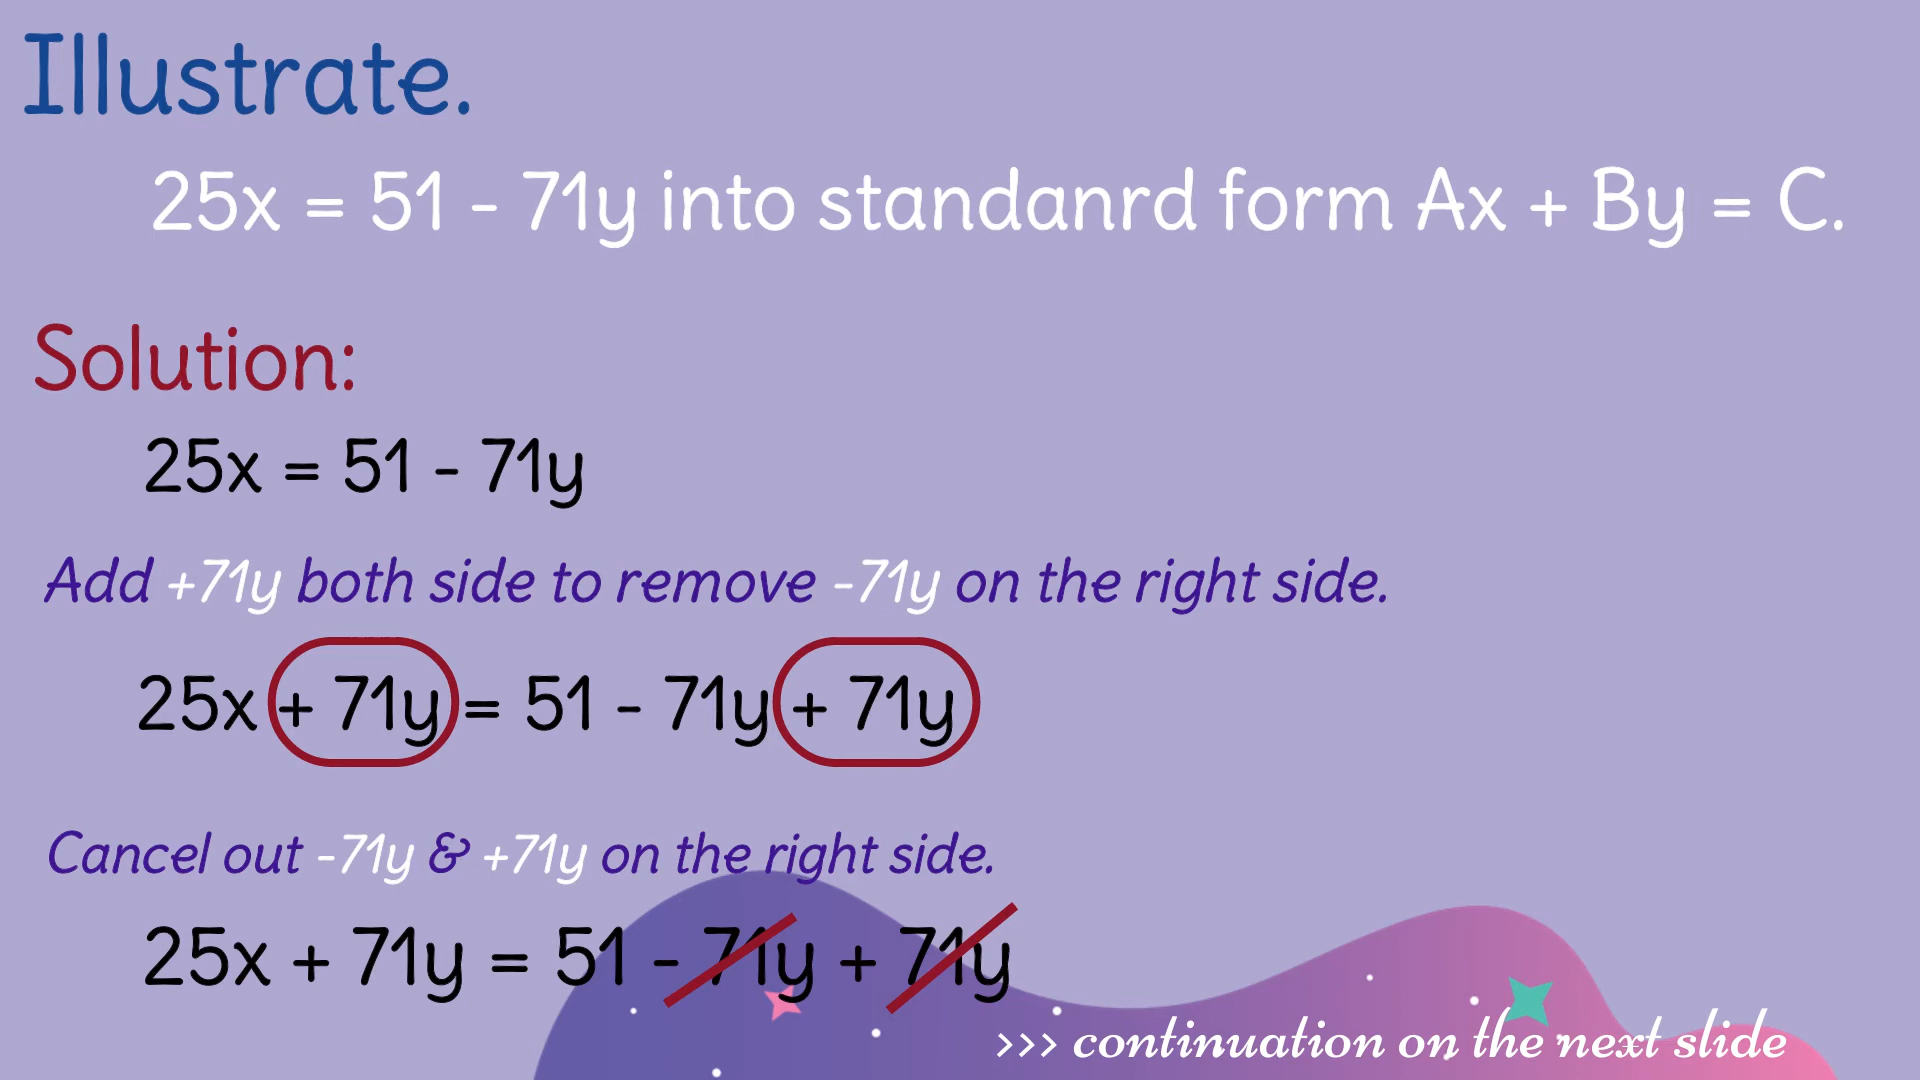 Illustrate.
25x = 51 - 71y into standanrd form Ax + By = C.
Solution:
25x = 51 - 71y
Add +71y both side to remove -71y on the right side.
25x + 71y = 51 - 71y + 71y
Cancel out -71y & +71y on the right side.
25x + 71y = 51 - 71y + 71y
>>> continuation on the next slide